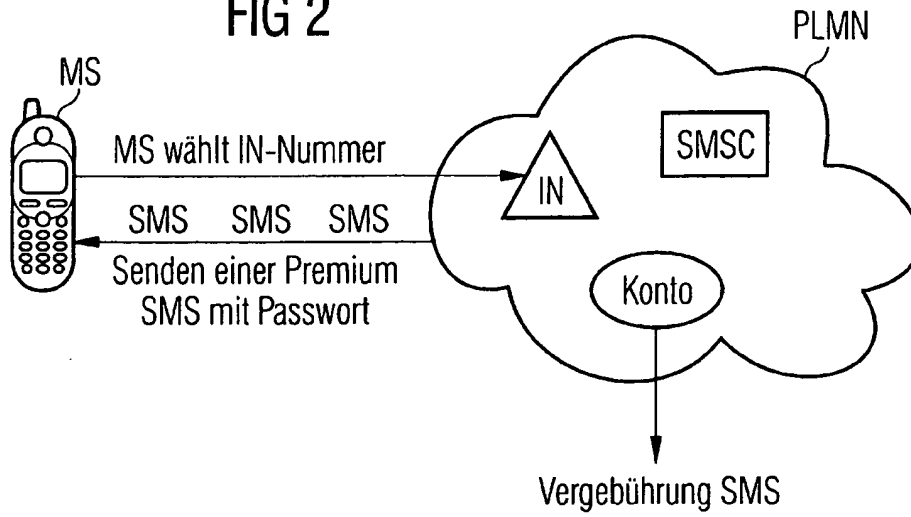 FIG 2
PLMN
MS
MS wählt IN-Nummer
SMSC
IN
SMS SMS SMS
Senden einer Premium
SMS mit Passwort
Konto
Vergebührung SMS